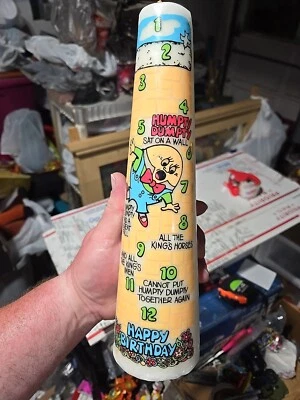 1
2
3
4
HUMPTY
DUMPTY
5
SAT ON A WALL
6
7
8
ALL THE
KINGS HORSES
9
AND ALL
THE KING'S
MEN
10
11
CANNOT PUT
HUMPTY DUMPTY
TOGETHER AGAIN
12
HAPPY
BIRTHDAY